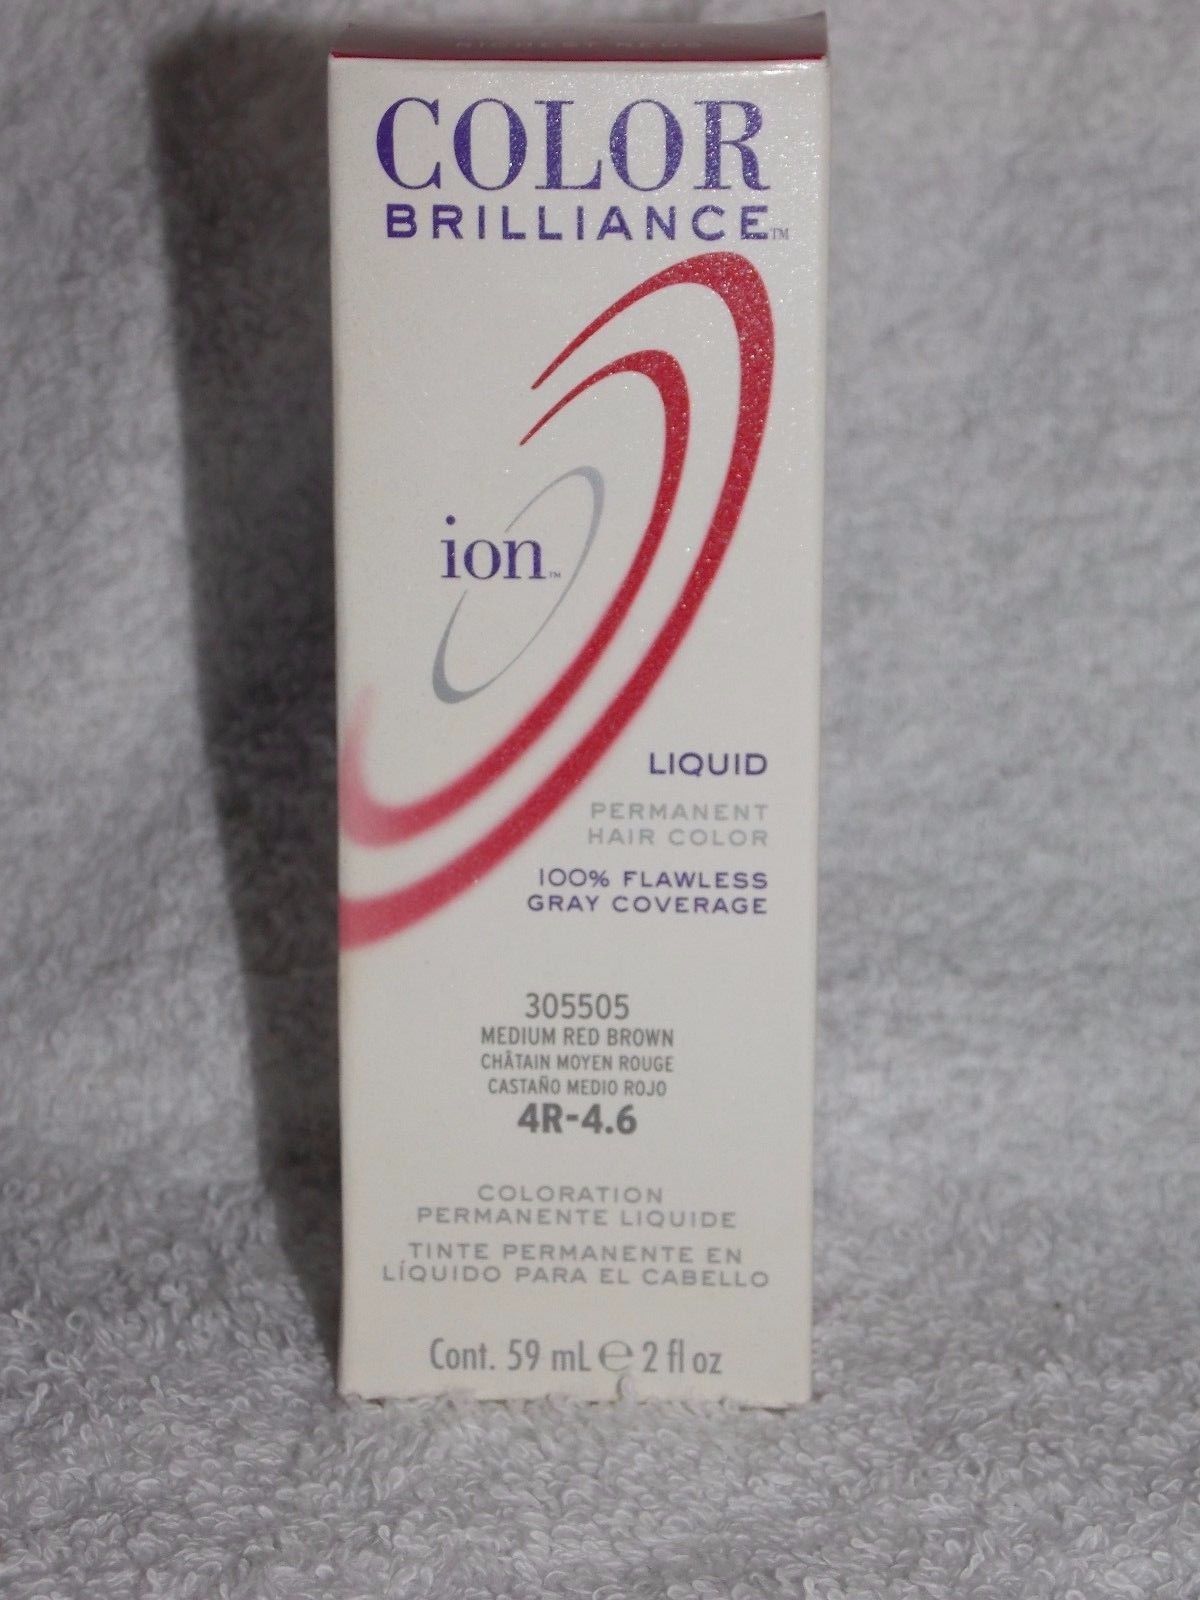 COLOR
BRILLIANCE™
ion™
LIQUID
PERMANENT
HAIR COLOR
100% FLAWLESS
GRAY COVERAGE
305505
MEDIUM RED BROWN
CHÂTAIN MOYEN ROUGE
CASTAÑO MEDIO ROJO
4R-4.6
COLORATION
PERMANENTE LIQUIDE
TINTE PERMANENTE EN
LÍQUIDO PARA EL CABELLO
Cont. 59 mL ℮ 2 fl oz